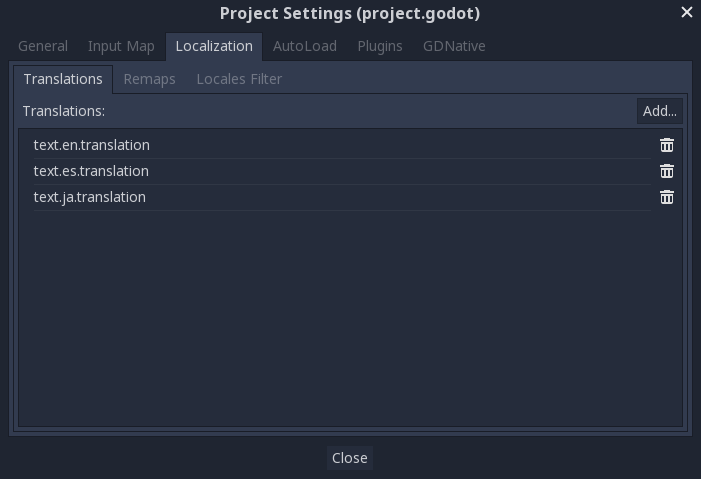 Project Settings (project.godot)
General Input Map Localization AutoLoad Plugins GDNative
Translations Remaps Locales Filter
Translations: Add...
text.en.translation
text.es.translation
text.ja.translation
Close